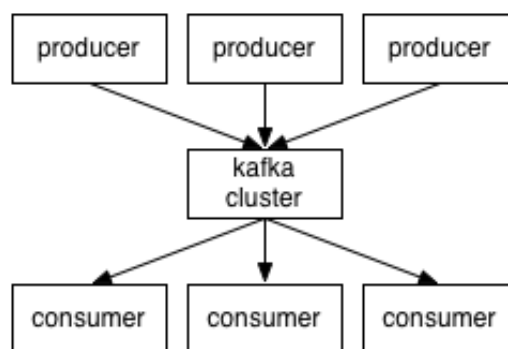 producer
producer
producer
kafka
cluster
consumer
consumer
consumer